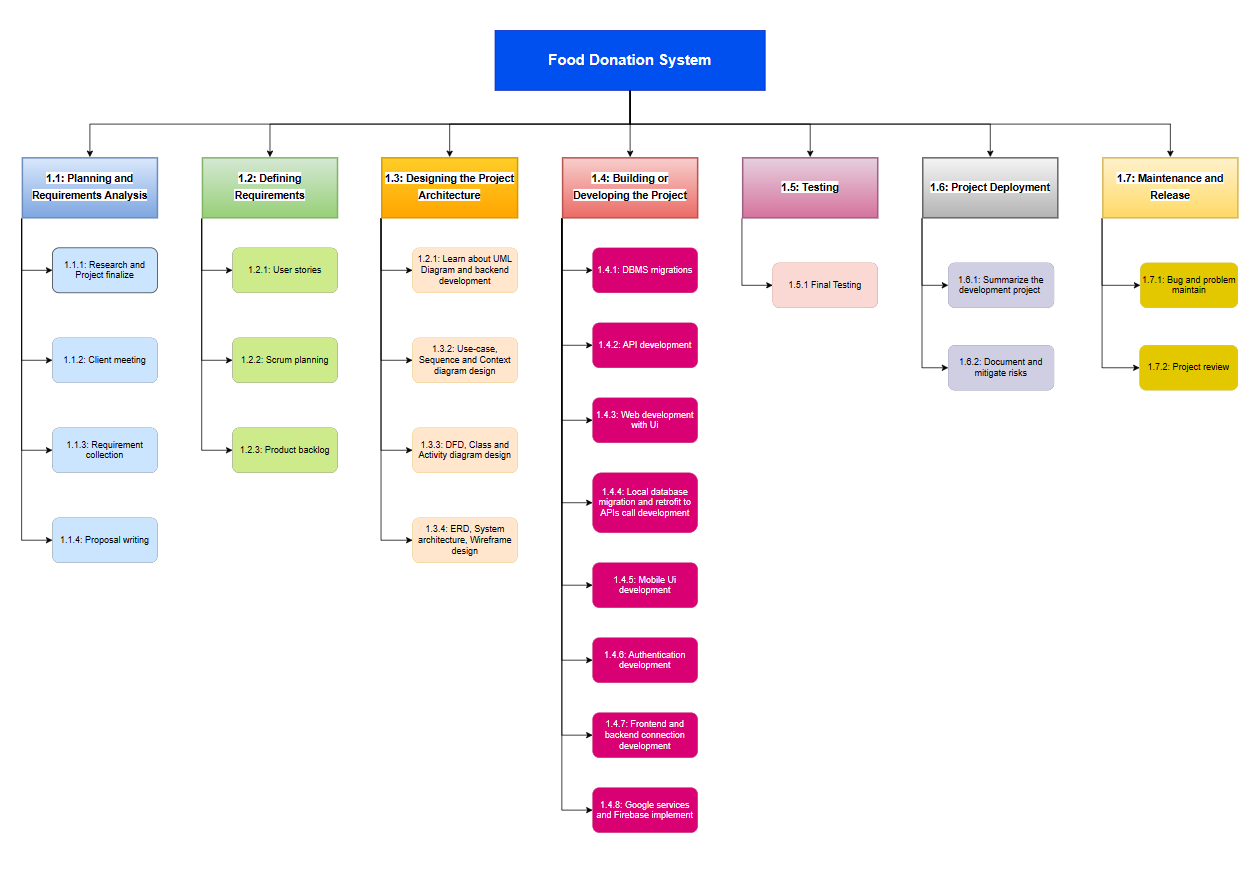 Food Donation System
1.1: Planning and
Requirements Analysis
1.2: Defining
Requirements
1.3: Designing the Project
Architecture
1.4: Building or
Developing the Project
1.5: Testing
1.6: Project Deployment
1.7: Maintenance and
Release
1.1.1: Research and
Project finalize
1.1.2: Client meeting
1.1.3: Requirement
collection
1.1.4: Proposal writing
1.2.1: User stories
1.2.2: Scrum planning
1.2.3: Product backlog
1.2.1: Learn about UML
Diagram and backend
development
1.3.2: Use-case,
Sequence and Context
diagram design
1.3.3: DFD, Class and
Activity diagram design
1.3.4: ERD, System
architecture, Wireframe
design
1.4.1: DBMS migrations
1.4.2: API development
1.4.3: Web development
with Ui
1.4.4: Local database
migration and retrofit to
APIs call development
1.4.5: Mobile Ui
development
1.4.6: Authentication
development
1.4.7: Frontend and
backend connection
development
1.4.8: Google services
and Firebase implement
1.5.1 Final Testing
1.6.1: Summarize the
development project
1.6.2: Document and
mitigate risks
1.7.1: Bug and problem
maintain
1.7.2: Project review